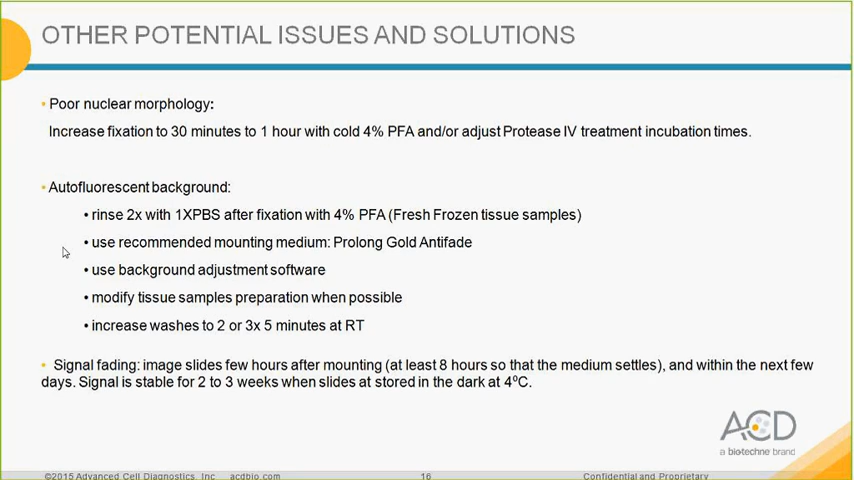 OTHER POTENTIAL ISSUES AND SOLUTIONS
• Poor nuclear morphology:
Increase fixation to 30 minutes to 1 hour with cold 4% PFA and/or adjust Protease IV treatment incubation times.
• Autofluorescent background:
• rinse 2x with 1XPBS after fixation with 4% PFA (Fresh Frozen tissue samples)
• use recommended mounting medium: Prolong Gold Antifade
• use background adjustment software
• modify tissue samples preparation when possible
• increase washes to 2 or 3x 5 minutes at RT
• Signal fading: image slides few hours after mounting (at least 8 hours so that the medium settles), and within the next few
days. Signal is stable for 2 to 3 weeks when slides at stored in the dark at 4⁰C.
ACD
a biotechne brand
©2015 Advanced Cell Diagnostics, Inc acdbio.com 16 Confidential and Proprietary